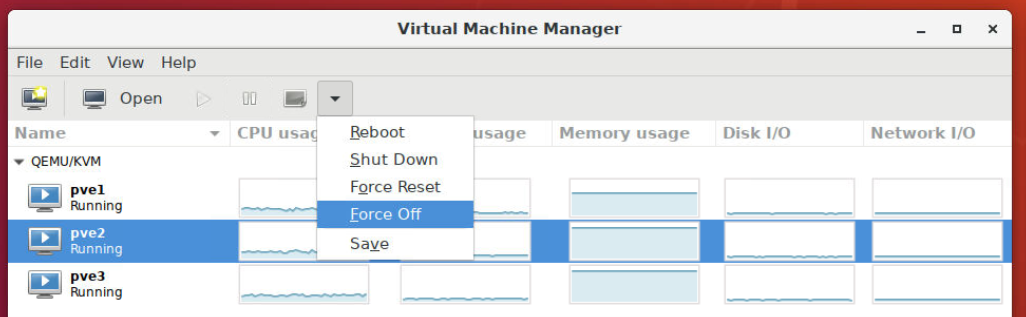 Virtual Machine Manager
File Edit View Help
Open
Reboot
Shut Down
Force Reset
Force Off
Save
Name CPU usag usage Memory usage Disk I/O Network I/O
QEMU/KVM
pve1
Running
pve2
Running
pve3
Running